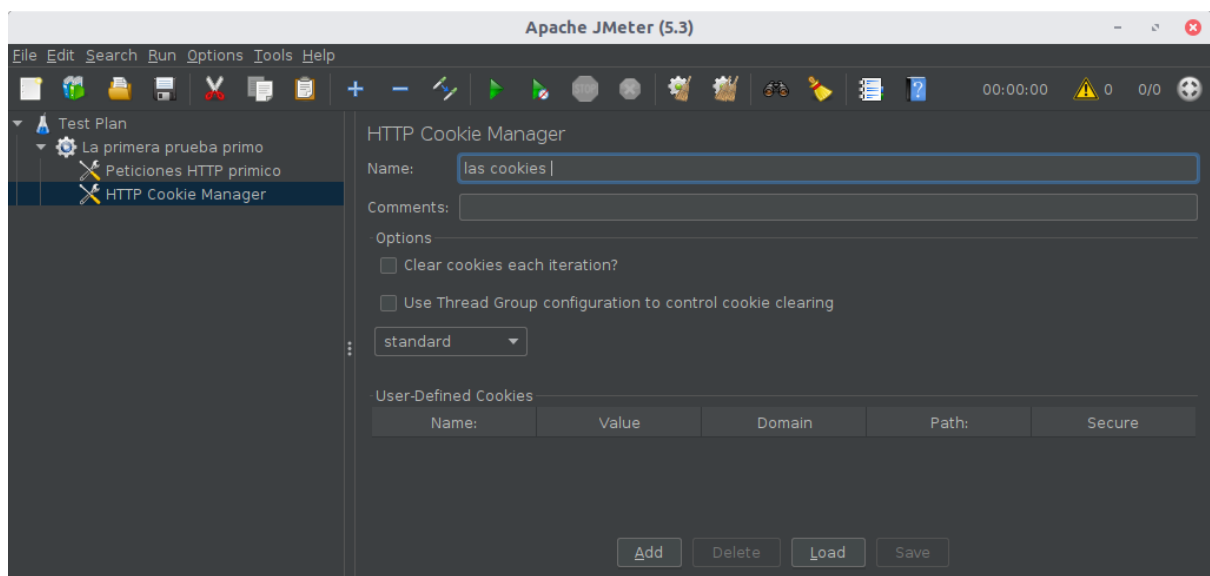 Apache JMeter (5.3)
File Edit Search Run Options Tools Help
STOP
00:00:00 0 0/0
Test Plan
La primera prueba primo
Peticiones HTTP primico
HTTP Cookie Manager
HTTP Cookie Manager
Name: las cookies
Comments:
Options
Clear cookies each iteration?
Use Thread Group configuration to control cookie clearing
standard
User-Defined Cookies
Name: Value Domain Path: Secure
Add Delete Load Save